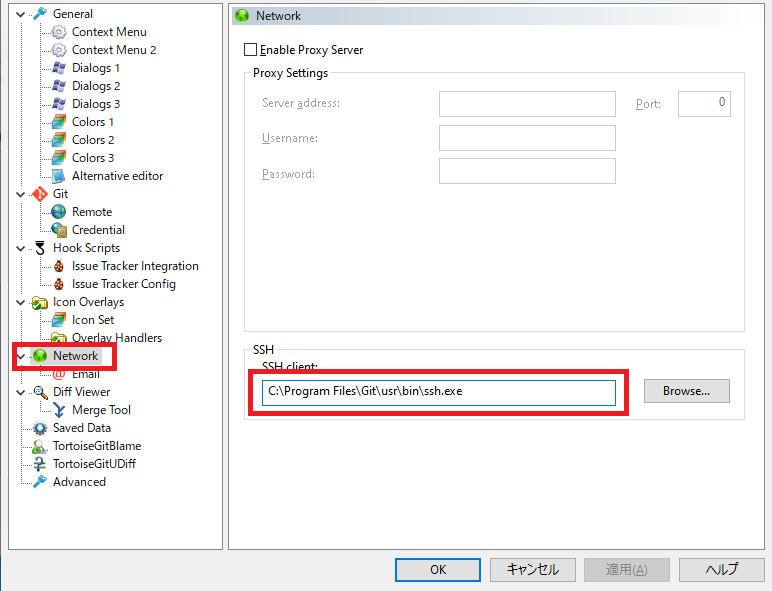 General
Context Menu
Context Menu 2
Dialogs 1
Dialogs 2
Dialogs 3
Colors 1
Colors 2
Colors 3
Alternative editor
Git
Remote
Credential
Hook Scripts
Issue Tracker Integration
Issue Tracker Config
Icon Overlays
Icon Set
Overlay Handlers
Network
Email
Diff Viewer
Merge Tool
Saved Data
TortoiseGitBlame
TortoiseGitUDiff
Advanced
Network
Enable Proxy Server
Proxy Settings
Server address:
Port:
0
Username:
Password:
SSH
SSH client:
C:\Program Files\Git\usr\bin\ssh.exe
Browse...
OK
キャンセル
適用(A)
ヘルプ